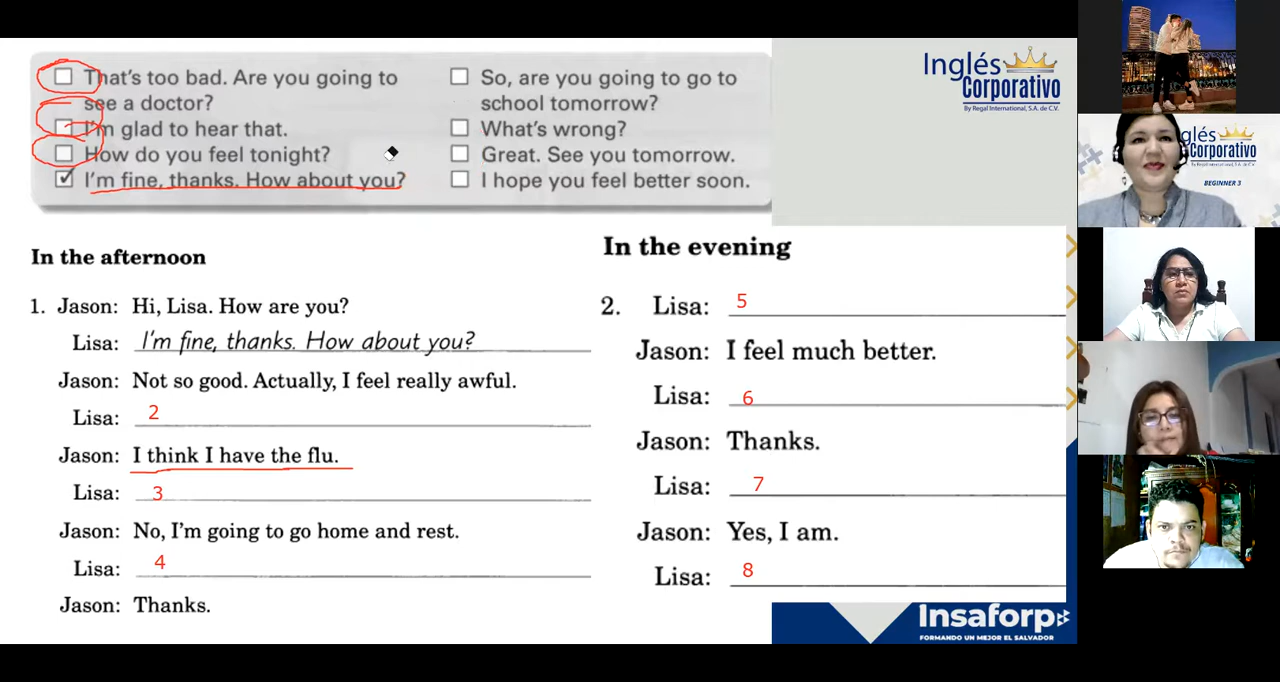 That's too bad. Are you going to
see a doctor?
I'm glad to hear that.
How do you feel tonight?
I'm fine, thanks. How about you?
So, are you going to go to
school tomorrow?
What's wrong?
Great. See you tomorrow.
I hope you feel better soon.
Inglés
Corporativo
By Regal International, S.A. de C.V.
In the afternoon
1. Jason: Hi, Lisa. How are you?
Lisa: I'm fine, thanks. How about you?
Jason: Not so good. Actually, I feel really awful.
Lisa: 2
Jason: I think I have the flu.
Lisa: 3
Jason: No, I'm going to go home and rest.
Lisa: 4
Jason: Thanks.
In the evening
2. Lisa: 5
Jason: I feel much better.
Lisa: 6
Jason: Thanks.
Lisa: 7
Jason: Yes, I am.
Lisa: 8
Insaforp
FORMANDO UN MEJOR EL SALVADOR
glés
Corporativo
BEGINNER 3